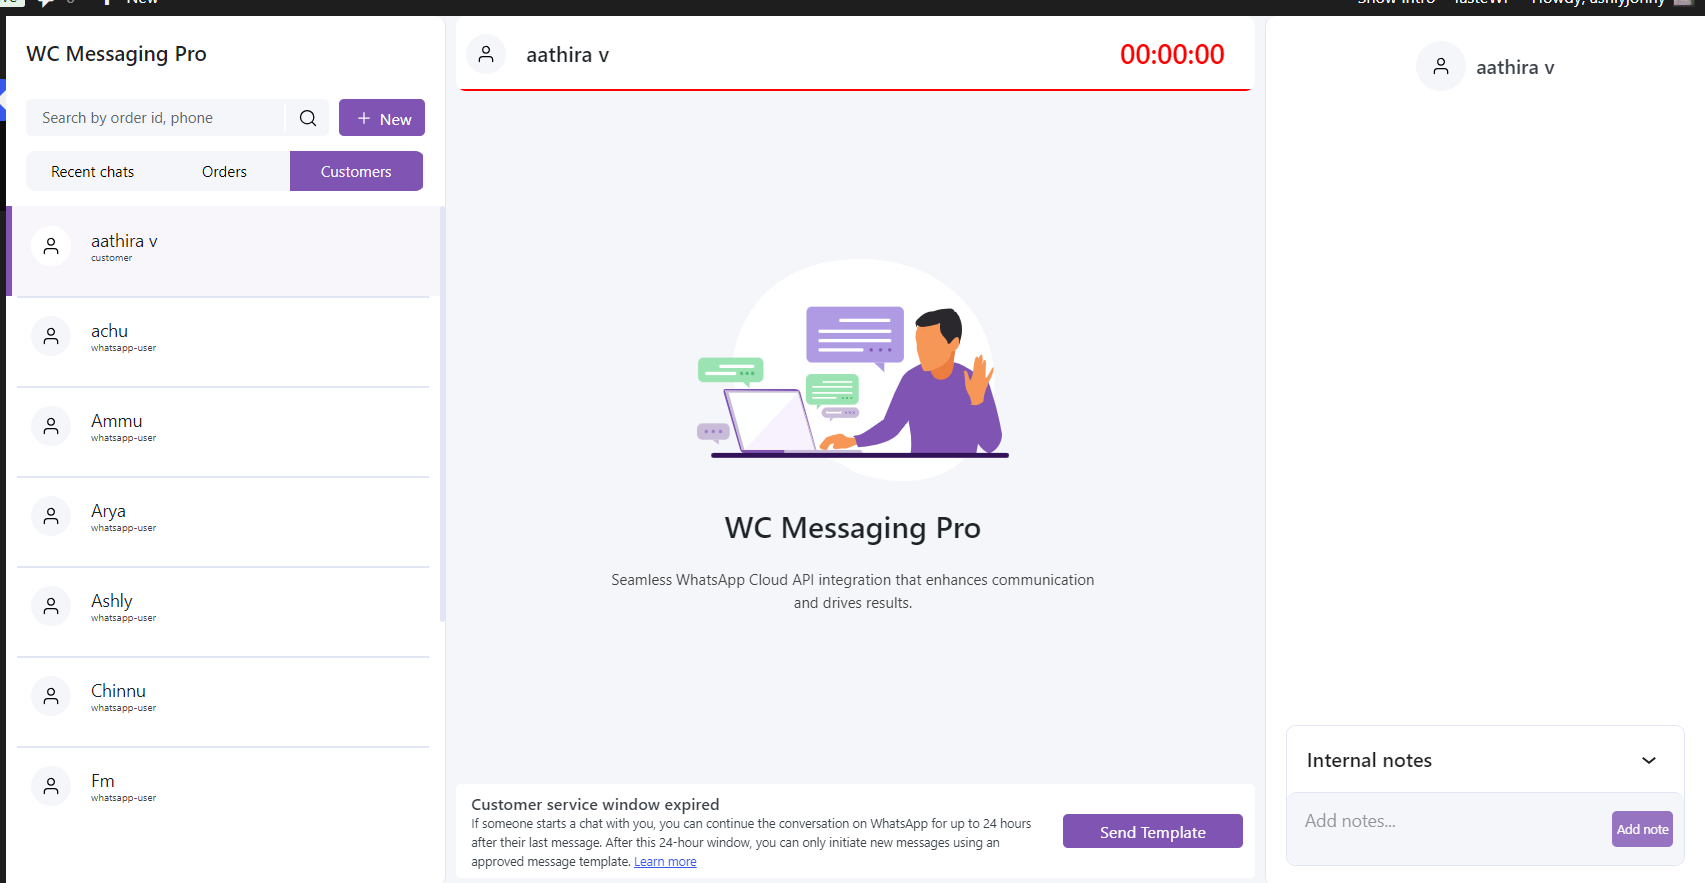 New
WC Messaging Pro
Search by order id, phone
New
Recent chats
Orders
Customers
aathira v
customer
achu
whatsapp-user
Ammu
whatsapp-user
Arya
whatsapp-user
Ashly
whatsapp-user
Chinnu
whatsapp-user
Fm
whatsapp-user
aathira v
00:00:00
WC Messaging Pro
Seamless WhatsApp Cloud API integration that enhances communication
and drives results.
Customer service window expired
If someone starts a chat with you, you can continue the conversation on WhatsApp for up to 24 hours
after their last message. After this 24-hour window, you can only initiate new messages using an
approved message template. Learn more
Send Template
aathira v
Internal notes
Add notes...
Add note